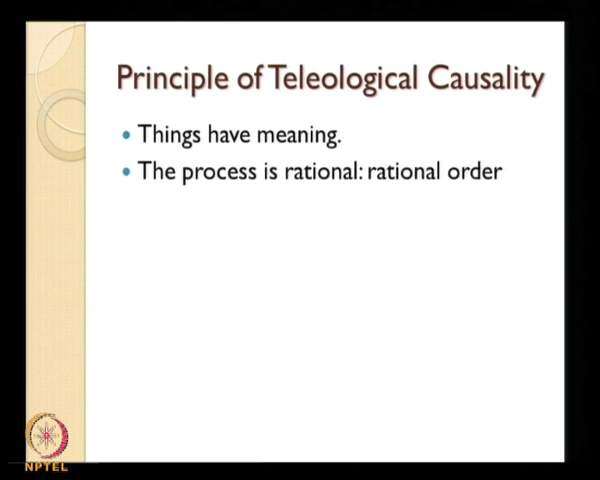 Principle of Teleological Causality
Things have meaning.
The process is rational: rational order
NPTEL